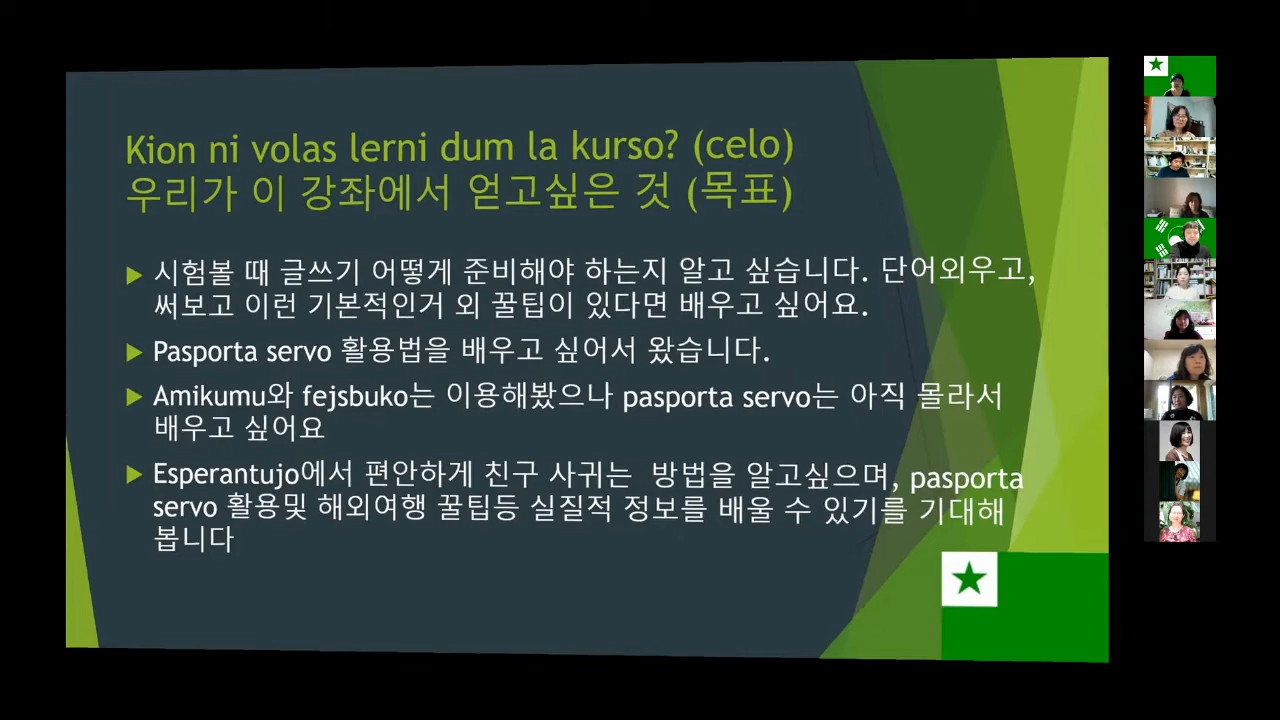 Kion ni volas lerni dum la kurso? (celo)
우리가 이 강좌에서 얻고싶은 것 (목표)
시험볼 때 글쓰기 어떻게 준비해야 하는지 알고 싶습니다. 단어외우고,
써보고 이런 기본적인거 외 꿀팁이 있다면 배우고 싶어요.
Pasporta servo 활용법을 배우고 싶어서 왔습니다.
Amikumu와 fejsbuko는 이용해봤으나 pasporta servo는 아직 몰라서
배우고 싶어요
Esperantujo에서 편안하게 친구 사귀는 방법을 알고싶으며, pasporta
servo 활용및 해외여행 꿀팁등 실질적 정보를 배울 수 있기를 기대해
봅니다